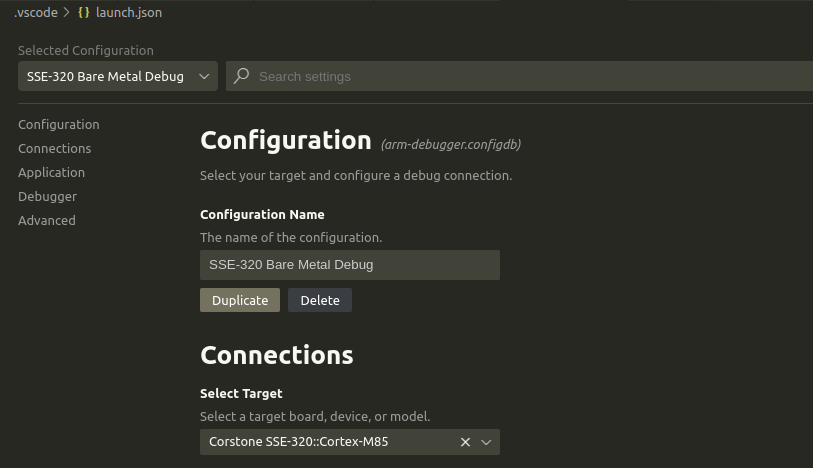 .vscode > {} launch.json
Selected Configuration
SSE-320 Bare Metal Debug
Search settings
Configuration
Connections
Application
Debugger
Advanced
Configuration (arm-debugger.configdb)
Select your target and configure a debug connection.
Configuration Name
The name of the configuration.
SSE-320 Bare Metal Debug
Duplicate Delete
Connections
Select Target
Select a target board, device, or model.
Corstone SSE-320::Cortex-M85